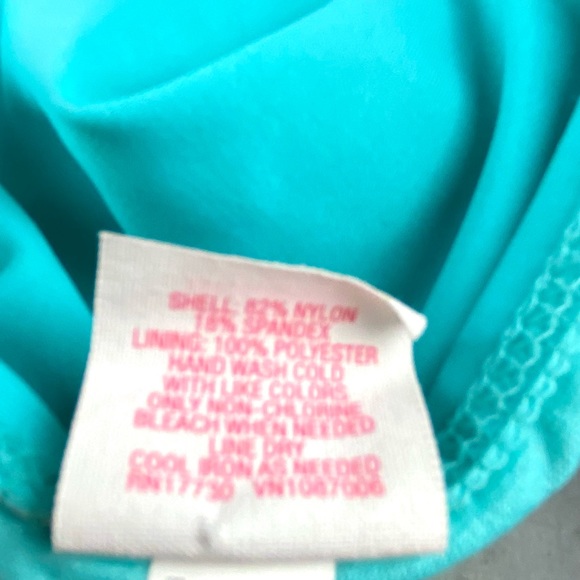 SHELL: 82% NYLON
18% SPANDEX
LINING: 100% POLYESTER
HAND WASH COLD
WITH LIKE COLORS
ONLY NON-CHLORINE
BLEACH WHEN NEEDED
LINE DRY
COOL IRON AS NEEDED
RN17730 VN1087006